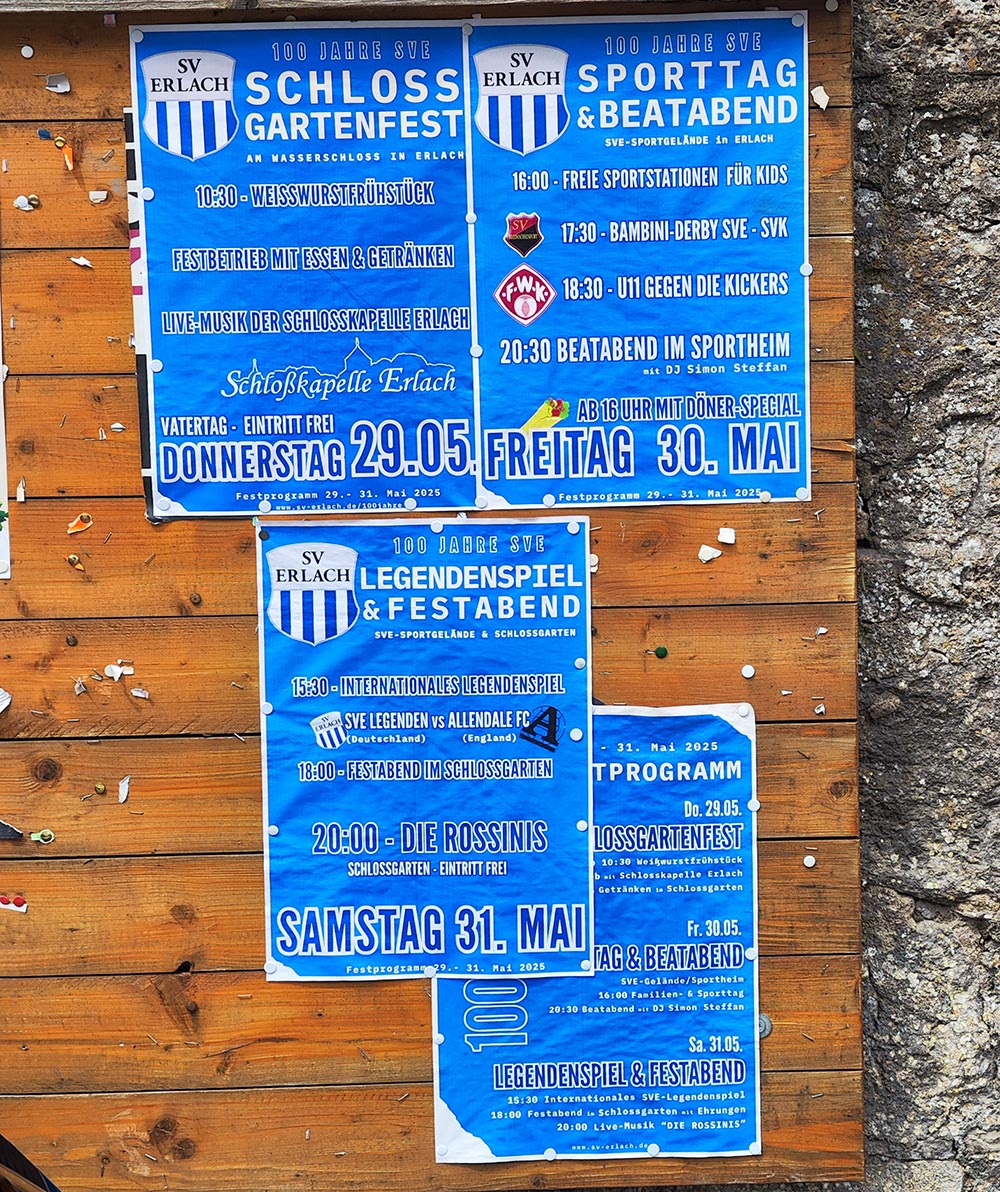 100 JAHRE SVE
SV
ERLACH
SCHLOSS
GARTENFEST
AM WASSERSCHLOSS IN ERLACH
10:30 - WEISSWURSTFRÜHSTÜCK
FESTBETRIEB MIT ESSEN & GETRÄNKEN
LIVE-MUSIK DER SCHLOSSKAPELLE ERLACH
Schloßkapelle Erlach
VATERTAG - EINTRITT FREI
DONNERSTAG 29.05.
Festprogramm 29.- 31. Mai 2025
www.sv-erlach.de/100jahre
100 JAHRE SVE
SV
ERLACH
SPORTTAG
& BEATABEND
SVE-SPORTGELÄNDE in ERLACH
16:00 - FREIE SPORTSTATIONEN FÜR KIDS
SV
17:30 - BAMBINI-DERBY SVE - SVK
F.W.K
18:30 - U11 GEGEN DIE KICKERS
20:30 BEATABEND IM SPORTHEIM
mit DJ Simon Steffan
AB 16 UHR MIT DÖNER-SPECIAL
FREITAG 30. MAI
Festprogramm 29.- 31. Mai 2025
100 JAHRE SVE
SV
ERLACH
LEGENDENSPIEL
& FESTABEND
SVE-SPORTGELÄNDE & SCHLOSSGARTEN
15:30 - INTERNATIONALES LEGENDENSPIEL
SV
ERLACH
SVE LEGENDEN vs ALLENDALE FC
A
(Deutschland) (England)
18:00 - FESTABEND IM SCHLOSSGARTEN
20:00 - DIE ROSSINIS
SCHLOSSGARTEN - EINTRITT FREI
SAMSTAG 31. MAI
Festprogramm 29.- 31. Mai 2025
- 31. Mai 2025
TPROGRAMM
Do. 29.05.
LOSSGARTENFEST
10:30 Weißwurstfrühstück
b mit Schlosskapelle Erlach
Getränken im Schlossgarten
Fr. 30.05.
TAG & BEATABEND
SVE-Gelände/Sportheim
16:00 Familien- & Sporttag
20:30 Beatabend mit DJ Simon Steffan
100
Sa. 31.05.
LEGENDENSPIEL & FESTABEND
15:30 Internationales SVE-Legendenspiel
18:00 Festabend im Schlossgarten mit Ehrungen
20:00 Live-Musik "DIE ROSSINIS"
www.sv-erlach.de